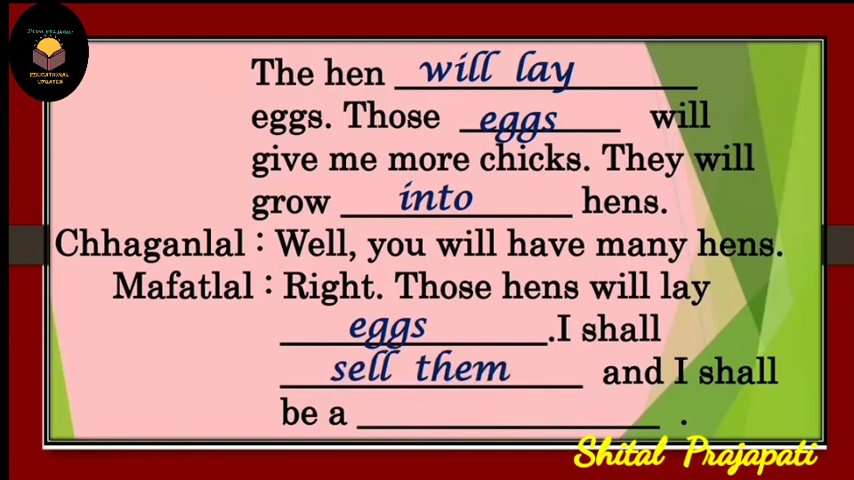 EDUCATIONAL
UPDATES
The hen will lay
eggs. Those eggs will
give me more chicks. They will
grow into hens.
Chhaganlal : Well, you will have many hens.
Mafatlal : Right. Those hens will lay
eggs .I shall
sell them and I shall
be a ____________ .
Shital Prajapati